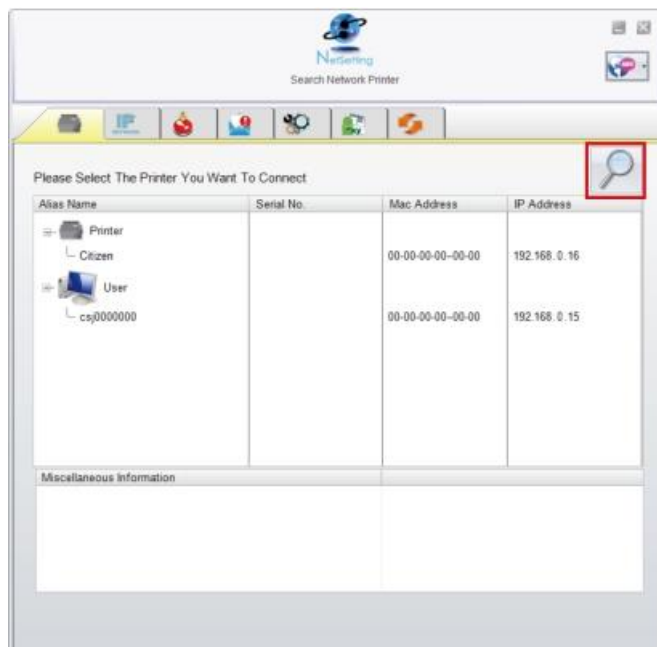 NetSetting
Search Network Printer
IP
Please Select The Printer You Want To Connect
Alias Name Serial No. Mac Address IP Address
Printer
Citizen 00-00-00-00--00-00 192.168.0.16
User
csj0000000 00-00-00-00--00-00 192.168.0.15
Miscellaneous Information